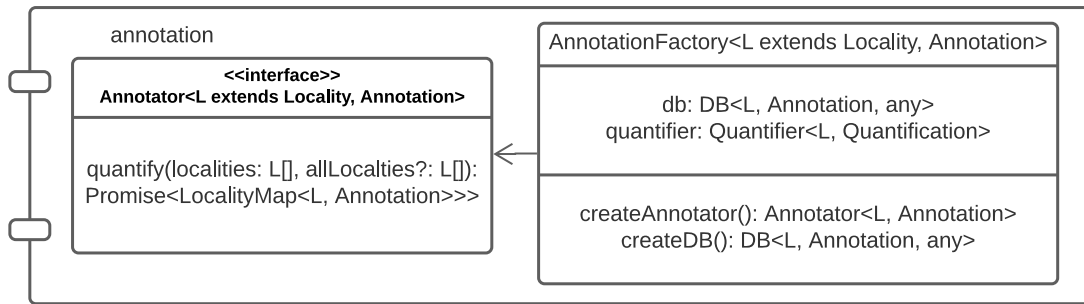 annotation
<<interface>>
Annotator<L extends Locality, Annotation>
quantify(localities: L[], allLocalties?: L[]):
Promise<LocalityMap<L, Annotation>>>
AnnotationFactory<L extends Locality, Annotation>
db: DB<L, Annotation, any>
quantifier: Quantifier<L, Quantification>
createAnnotator(): Annotator<L, Annotation>
createDB(): DB<L, Annotation, any>